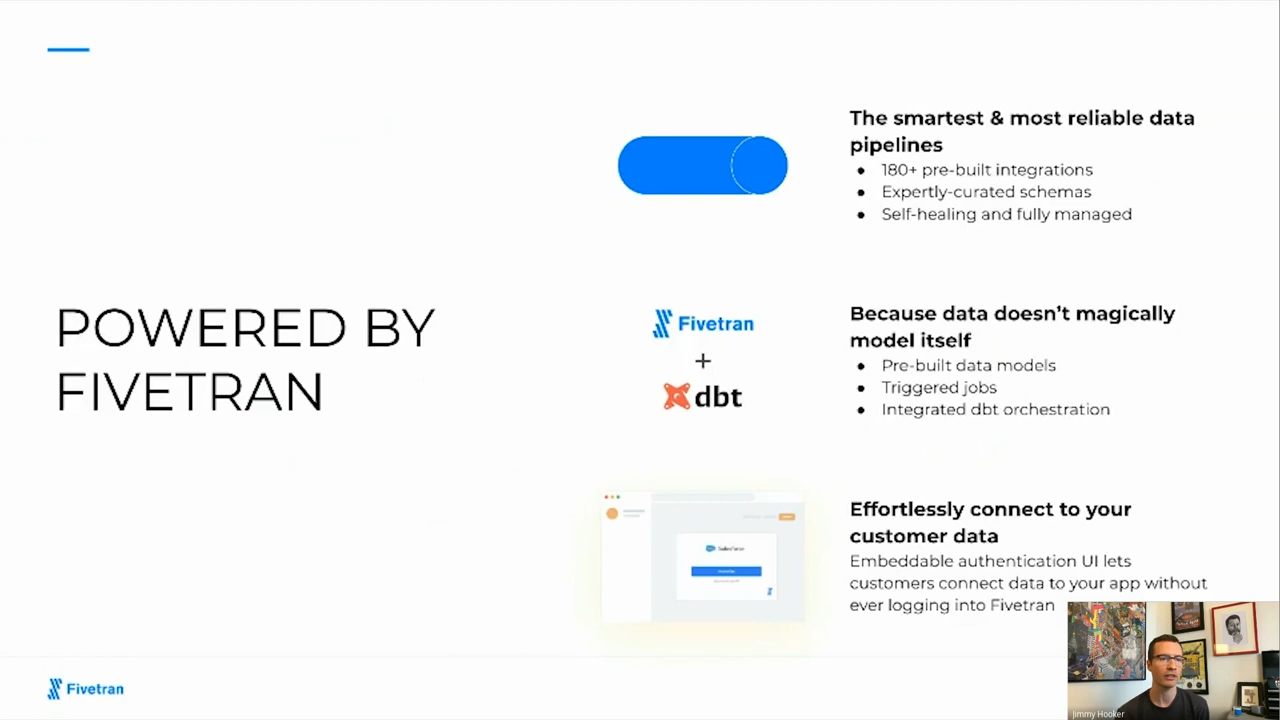 POWERED BY
FIVETRAN
The smartest & most reliable data
pipelines
● 180+ pre-built integrations
● Expertly-curated schemas
● Self-healing and fully managed
Fivetran
+
dbt
Because data doesn't magically
model itself
● Pre-built data models
● Triggered jobs
● Integrated dbt orchestration
Effortlessly connect to your
customer data
Embeddable authentication UI lets
customers connect data to your app without
ever logging into Fivetran
Fivetran
Jimmy Hooker